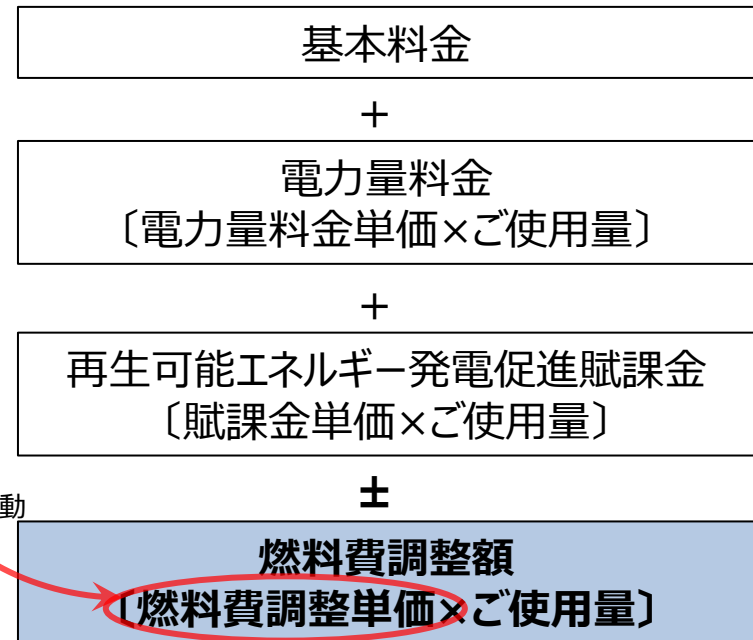 基本料金
＋
電力量料金
〔電力量料金単価×ご使用量〕
＋
再生可能エネルギー発電促進賦課金
〔賦課金単価×ご使用量〕
±
動
燃料費調整額
〔燃料費調整単価×ご使用量〕